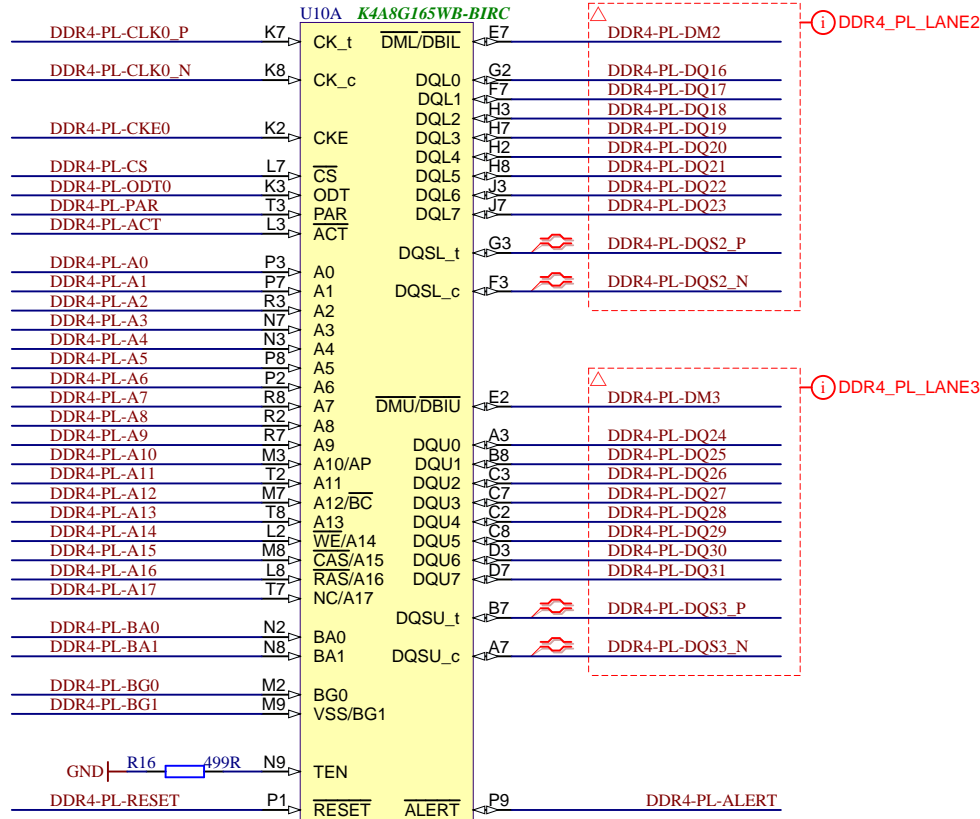 U10A K4A8G165WB-BIRC
DDR4-PL-CLK0_P K7 CK_t DML/DBIL E7 DDR4-PL-DM2
DDR4_PL_LANE2
DDR4-PL-CLK0_N K8 CK_c DQL0 G2 DDR4-PL-DQ16
DQL1 F7 DDR4-PL-DQ17
DQL2 H3 DDR4-PL-DQ18
DDR4-PL-CKE0 K2 CKE DQL3 H7 DDR4-PL-DQ19
DQL4 H2 DDR4-PL-DQ20
DDR4-PL-CS L7 CS DQL5 H8 DDR4-PL-DQ21
DDR4-PL-ODT0 K3 ODT DQL6 J3 DDR4-PL-DQ22
DDR4-PL-PAR T3 PAR DQL7 J7 DDR4-PL-DQ23
DDR4-PL-ACT L3 ACT
DQSL_t G3 DDR4-PL-DQS2_P
DDR4-PL-A0 P3 A0
DDR4-PL-A1 P7 A1 DQSL_c F3 DDR4-PL-DQS2_N
DDR4-PL-A2 R3 A2
DDR4-PL-A3 N7 A3
DDR4-PL-A4 N3 A4
DDR4-PL-A5 P8 A5
DDR4-PL-A6 P2 A6
DDR4_PL_LANE3
DDR4-PL-A7 R8 A7 DMU/DBIU E2 DDR4-PL-DM3
DDR4-PL-A8 R2 A8
DDR4-PL-A9 R7 A9 DQU0 A3 DDR4-PL-DQ24
DDR4-PL-A10 M3 A10/AP DQU1 B8 DDR4-PL-DQ25
DDR4-PL-A11 T2 A11 DQU2 C3 DDR4-PL-DQ26
DDR4-PL-A12 M7 A12/BC DQU3 C7 DDR4-PL-DQ27
DDR4-PL-A13 T8 A13 DQU4 C2 DDR4-PL-DQ28
DDR4-PL-A14 L2 WE/A14 DQU5 C8 DDR4-PL-DQ29
DDR4-PL-A15 M8 CAS/A15 DQU6 D3 DDR4-PL-DQ30
DDR4-PL-A16 L8 RAS/A16 DQU7 D7 DDR4-PL-DQ31
DDR4-PL-A17 T7 NC/A17
DQSU_t B7 DDR4-PL-DQS3_P
DDR4-PL-BA0 N2 BA0
DDR4-PL-BA1 N8 BA1 DQSU_c A7 DDR4-PL-DQS3_N
DDR4-PL-BG0 M2 BG0
DDR4-PL-BG1 M9 VSS/BG1
GND R16 499R N9 TEN
DDR4-PL-RESET P1 RESET ALERT P9 DDR4-PL-ALERT